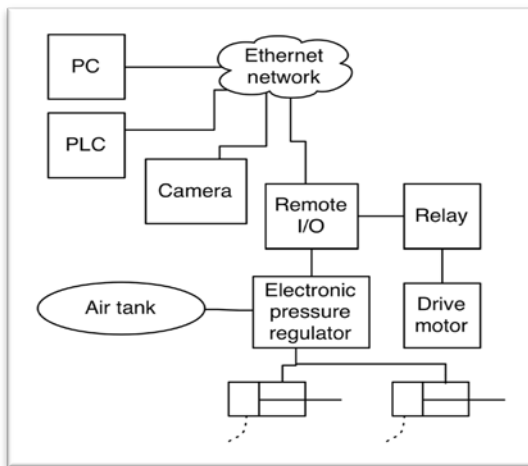 PC
Ethernet
network
PLC
Camera
Remote
I/O
Relay
Air tank
Electronic
pressure
regulator
Drive
motor